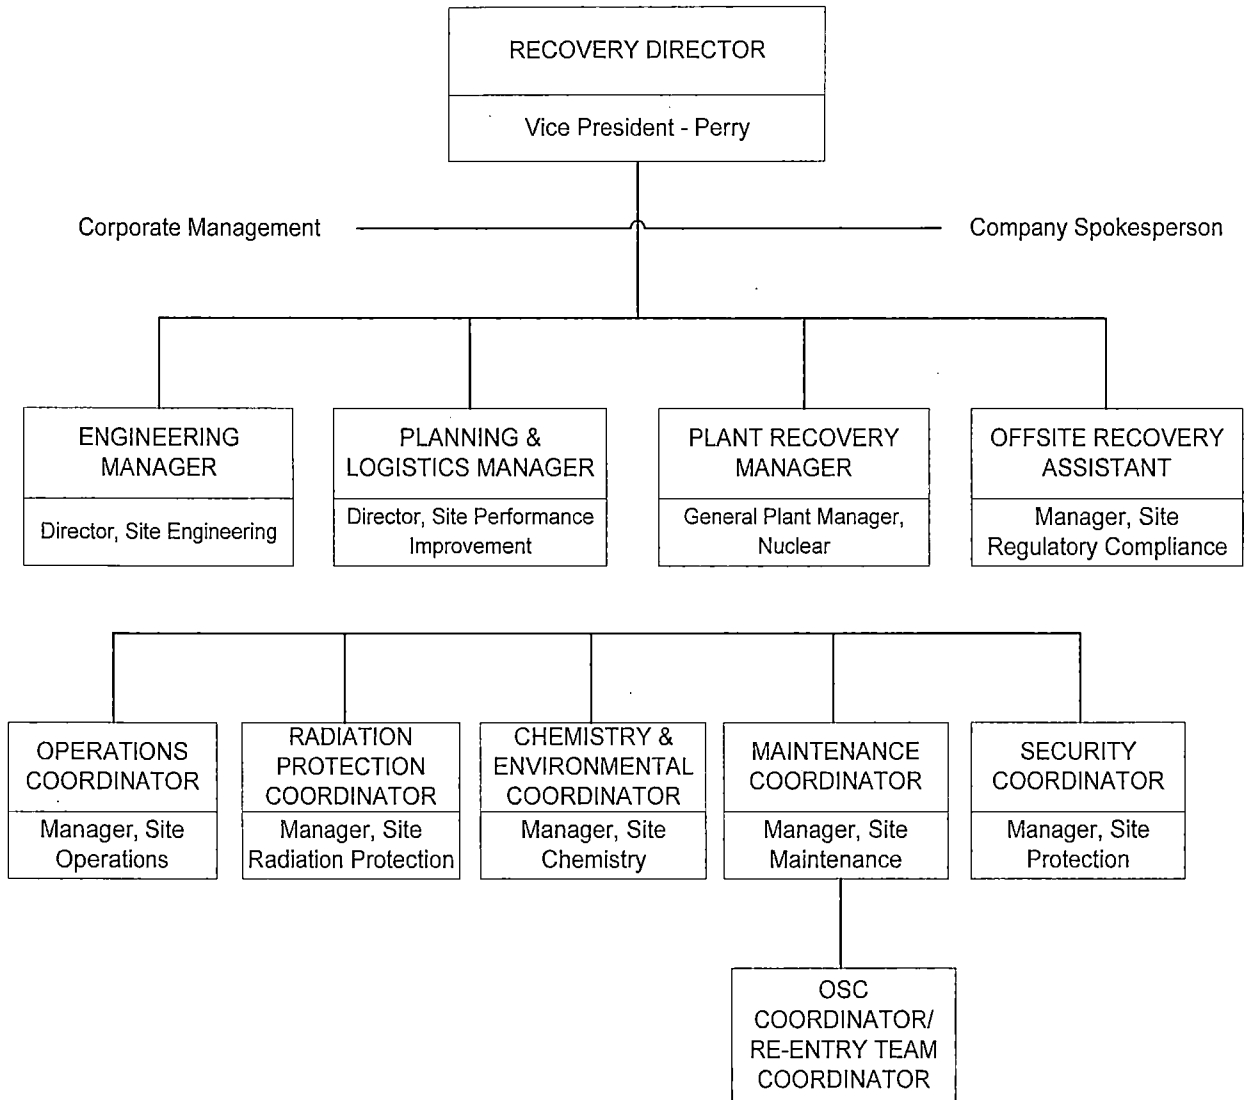 RECOVERY DIRECTOR
Vice President - Perry
Corporate Management
Company Spokesperson
ENGINEERING
MANAGER
Director, Site Engineering
PLANNING &
LOGISTICS MANAGER
Director, Site Performance
Improvement
PLANT RECOVERY
MANAGER
General Plant Manager,
Nuclear
OFFSITE RECOVERY
ASSISTANT
Manager, Site
Regulatory Compliance
OPERATIONS
COORDINATOR
Manager, Site
Operations
RADIATION
PROTECTION
COORDINATOR
Manager, Site
Radiation Protection
CHEMISTRY &
ENVIRONMENTAL
COORDINATOR
Manager, Site
Chemistry
MAINTENANCE
COORDINATOR
Manager, Site
Maintenance
SECURITY
COORDINATOR
Manager, Site
Protection
OSC
COORDINATOR/
RE-ENTRY TEAM
COORDINATOR